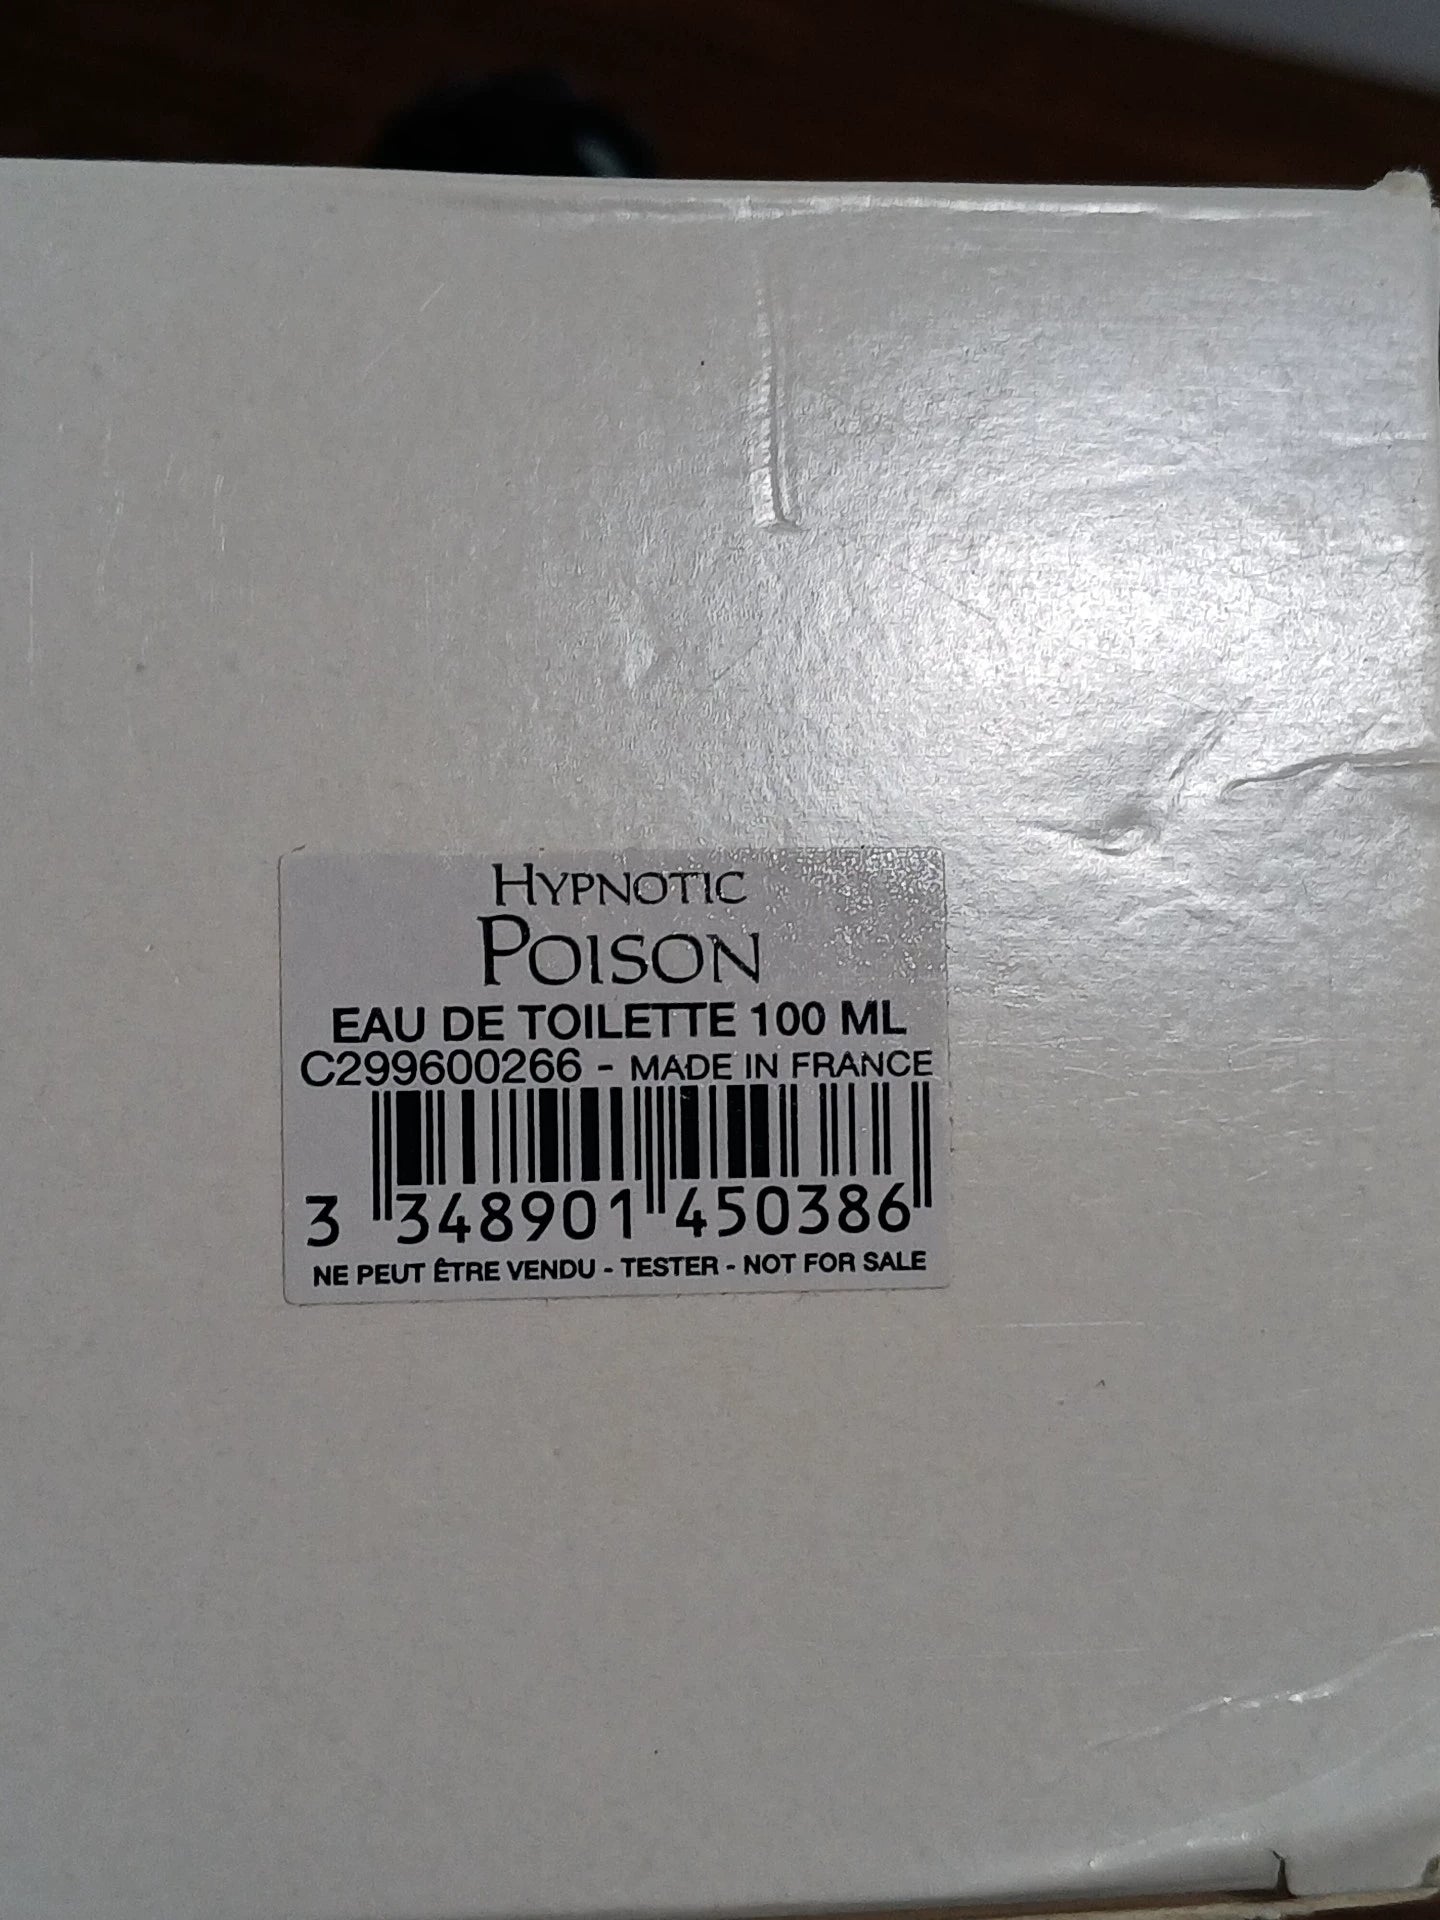 HYPNOTIC
POISON
EAU DE TOILETTE 100 ML
C299600266 - MADE IN FRANCE
3 348901 450386
NE PEUT ÊTRE VENDU - TESTER - NOT FOR SALE